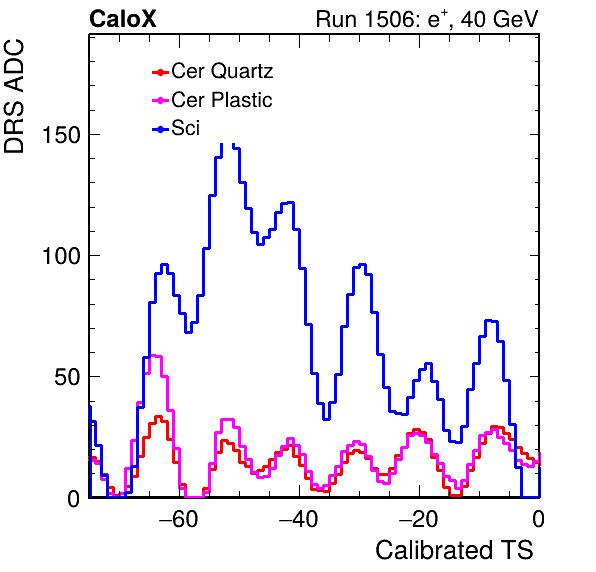 CaloX Run 1506: e+, 40 GeV
DRS ADC
Cer Quartz
Cer Plastic
Sci
150
100
50
0
−60 −40 −20 0
Calibrated TS